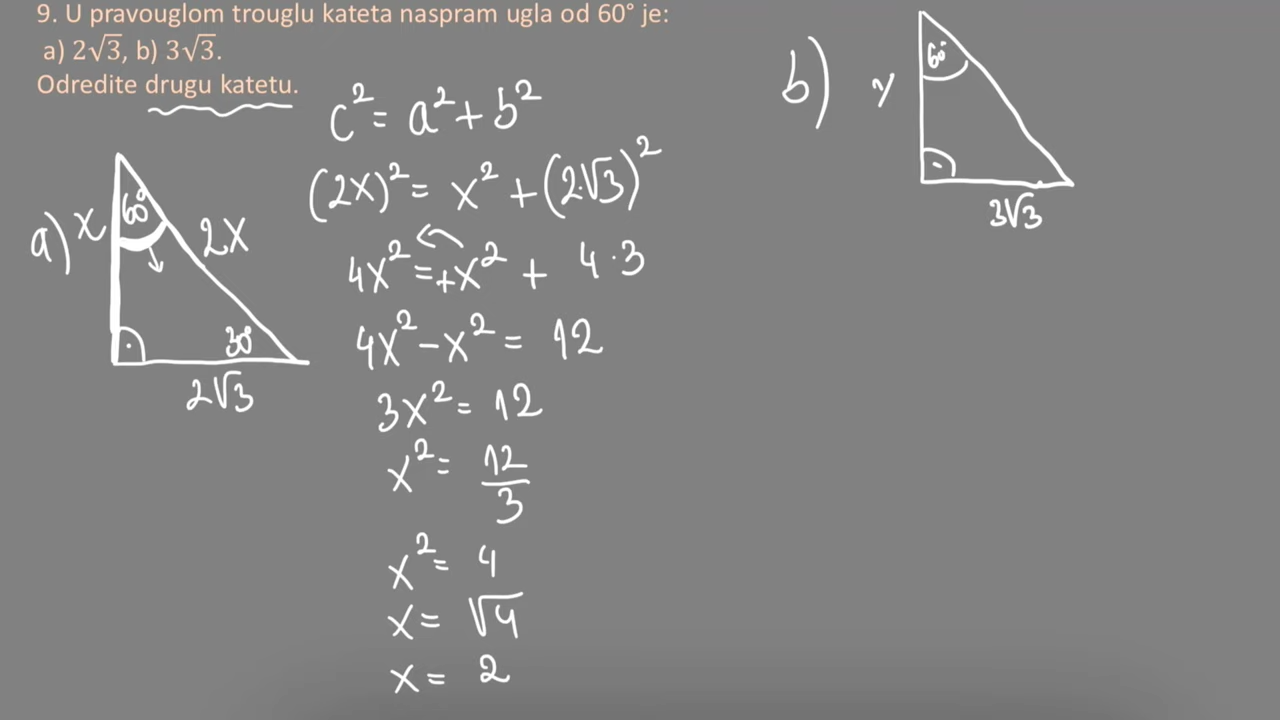 9. U pravouglom trouglu kateta naspram ugla od 60° je:
a) 2√3, b) 3√3.
Odredite drugu katetu.
a) x 60° 2x
30°
2√3
c² = a² + b²
(2x)² = x² + (2·√3)²
4x² = +x² + 4·3
4x² - x² = 12
3x² = 12
x² = 12/3
x² = 4
x = √4
x = 2
b)
60°
3√3